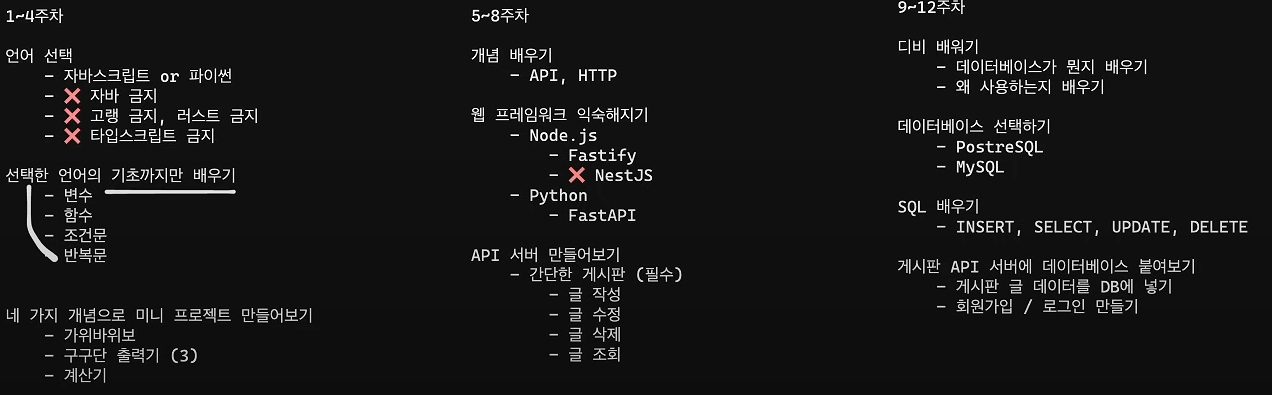 1~4주차
언어 선택
- 자바스크립트 or 파이썬
- ❌ 자바 금지
- ❌ 고랭 금지, 러스트 금지
- ❌ 타입스크립트 금지
선택한 언어의 기초까지만 배우기
- 변수
- 함수
- 조건문
- 반복문
네 가지 개념으로 미니 프로젝트 만들어보기
- 가위바위보
- 구구단 출력기 (3)
- 계산기
5~8주차
개념 배우기
- API, HTTP
웹 프레임워크 익숙해지기
- Node.js
- Fastify
- ❌ NestJS
- Python
- FastAPI
API 서버 만들어보기
- 간단한 게시판 (필수)
- 글 작성
- 글 수정
- 글 삭제
- 글 조회
9~12주차
디비 배워기
- 데이터베이스가 뭔지 배우기
- 왜 사용하는지 배우기
데이터베이스 선택하기
- PostreSQL
- MySQL
SQL 배우기
- INSERT, SELECT, UPDATE, DELETE
게시판 API 서버에 데이터베이스 붙여보기
- 게시판 글 데이터를 DB에 넣기
- 회원가입 / 로그인 만들기